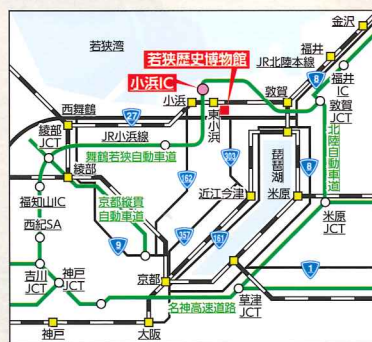 金沢
若狭湾
福井
若狭歴史博物館
JR北陸本線
8
福井
IC
小浜IC
敦賀
西舞鶴
27
小浜
東小浜
敦賀
JCT
綾部
JCT
JR小浜線
舞鶴若狭自動車道
北陸自動車道
303
琵琶湖
8
綾部
162
近江今津
米原
福知山IC
京都縦貫
自動車道
米原
JCT
西紀SA
9
367
161
吉川
JCT
神戸
JCT
京都
1
名神高速道路
草津
JCT
神戸
大阪